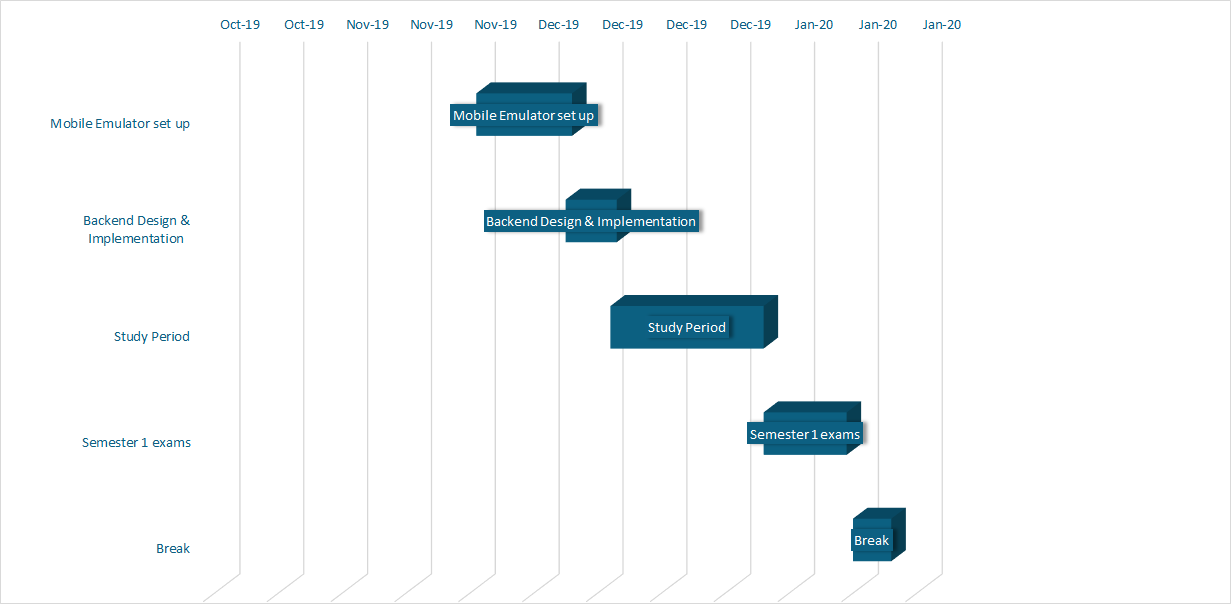 Oct-19 Oct-19 Nov-19 Nov-19 Nov-19 Dec-19 Dec-19 Dec-19 Dec-19 Jan-20 Jan-20 Jan-20
Mobile Emulator set up
Mobile Emulator set up
Backend Design &
Implementation
Backend Design & Implementation
Study Period
Study Period
Semester 1 exams
Semester 1 exams
Break
Break